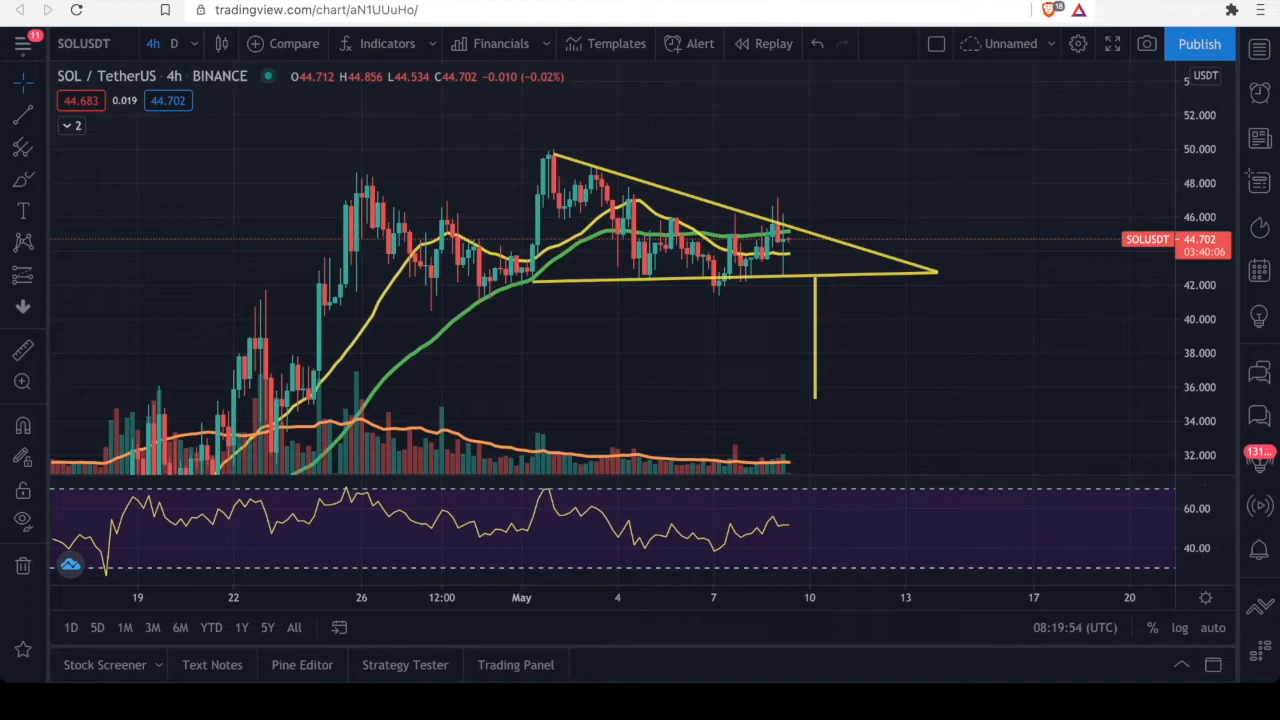 tradingview.com/chart/aN1UUuHo/
18
11
SOLUSDT 4h D Compare Indicators Financials Templates Alert Replay Unnamed Publish
SOL / TetherUS · 4h · BINANCE O44.712 H44.856 L44.534 C44.702 -0.010 (-0.02%)
USDT
44.683 0.019 44.702
2
52.000
50.000
48.000
46.000
SOLUSDT 44.702
03:40:06
42.000
40.000
38.000
36.000
34.000
32.000
131...
60.00
40.00
19 22 26 12:00 May 4 7 10 13 17 20
1D 5D 1M 3M 6M YTD 1Y 5Y All 08:19:54 (UTC) % log auto
Stock Screener Text Notes Pine Editor Strategy Tester Trading Panel